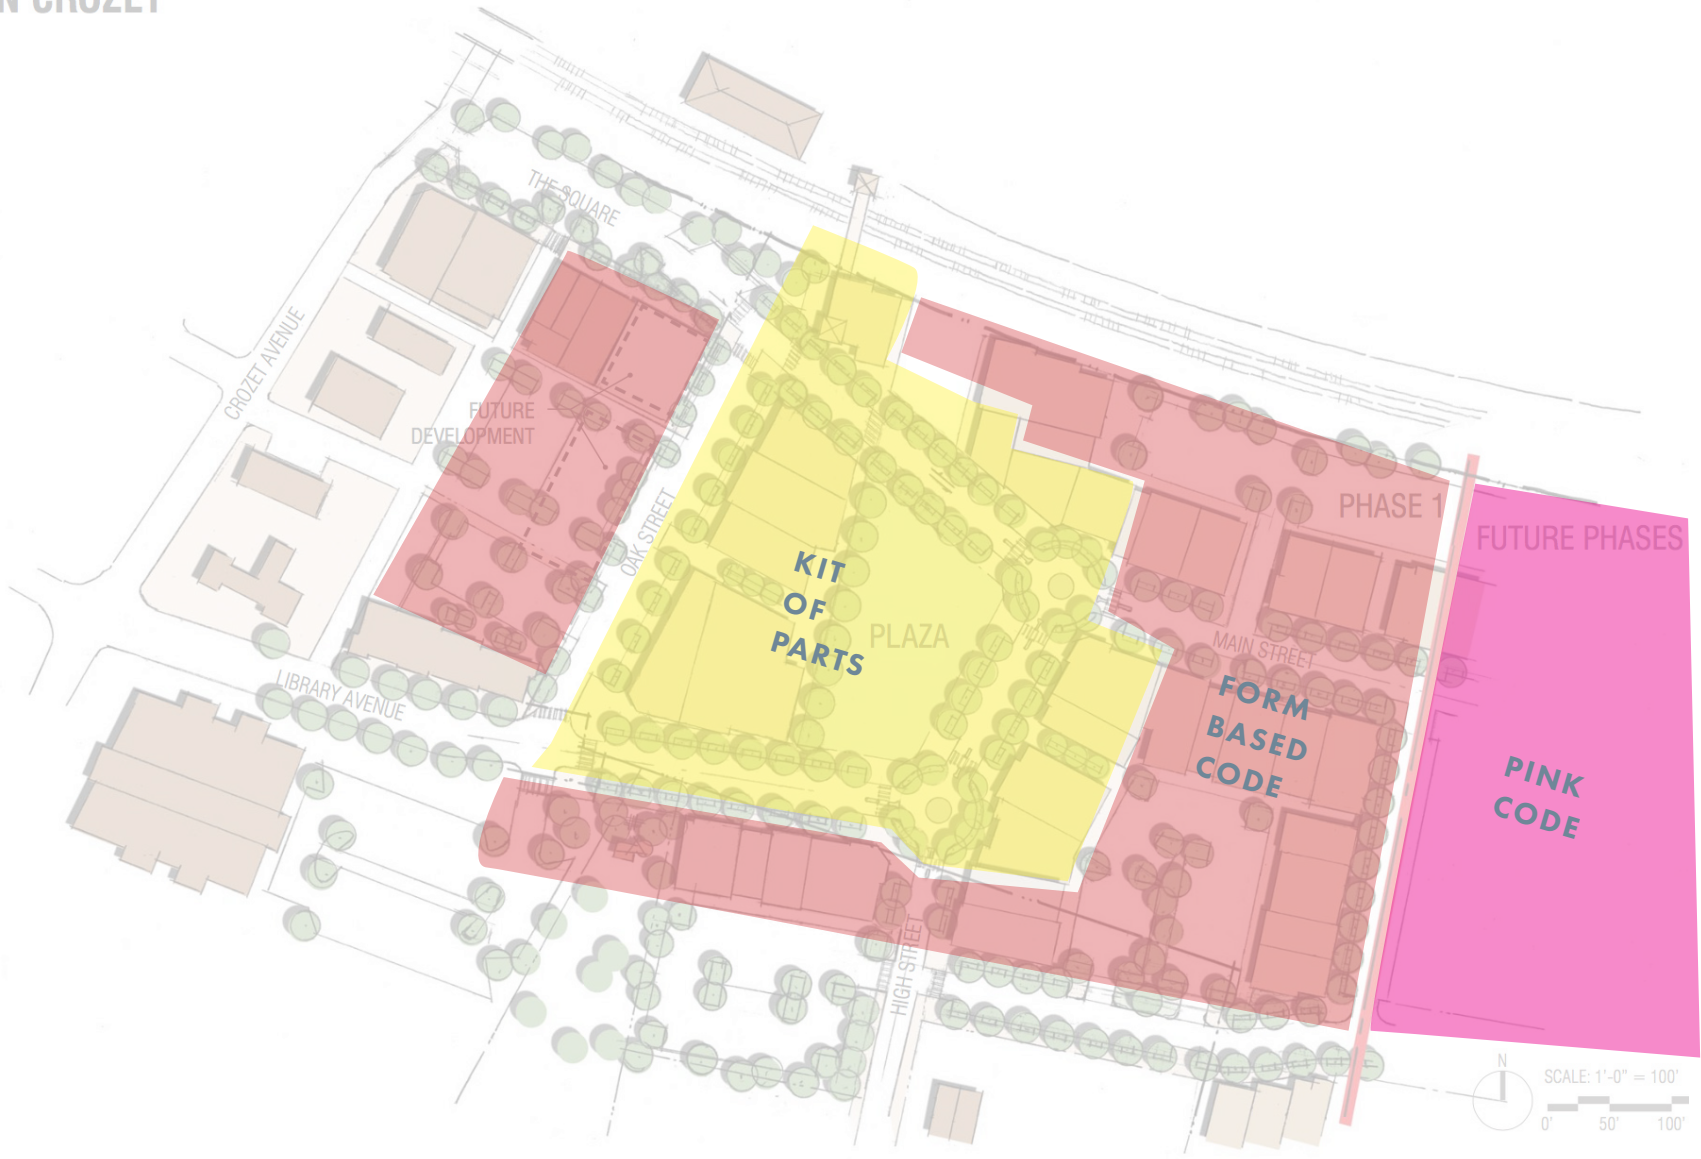 N CROZET
THE SQUARE
CROZET AVENUE
FUTURE
DEVELOPMENT
OAK STREET
KIT
OF
PARTS
PLAZA
PHASE 1
FUTURE PHASES
MAIN STREET
FORM
BASED
CODE
PINK
CODE
LIBRARY AVENUE
HIGH STREET
N
SCALE: 1'-0" = 100'
0' 50' 100'